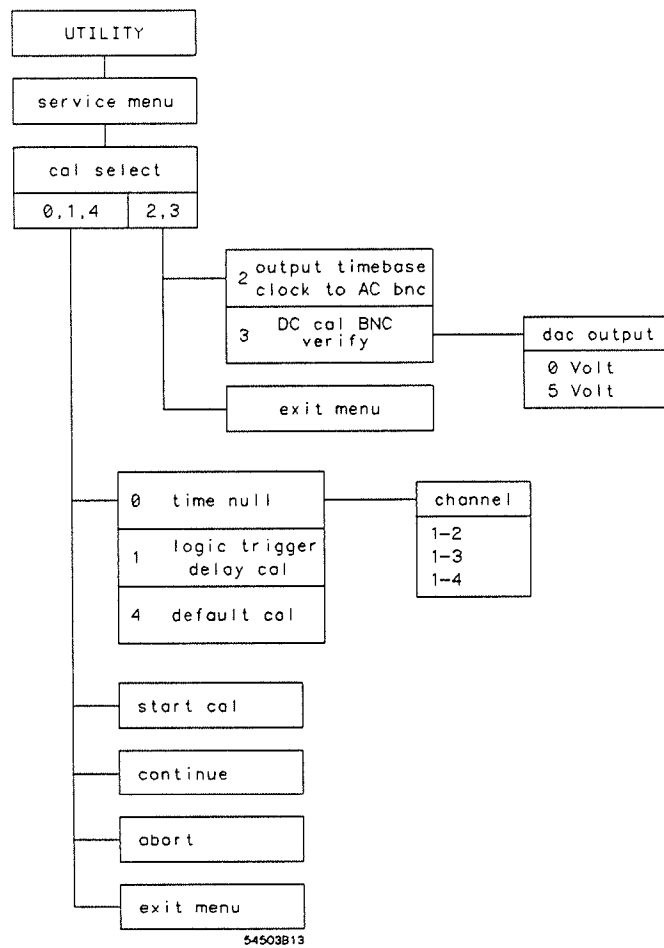 UTILITY
service menu
cal select
0,1,4 2,3
2 output timebase
clock to AC bnc
3 DC cal BNC
verify
dac output
0 Volt
5 Volt
exit menu
0 time null
channel
1-2
1-3
1-4
1 logic trigger
delay cal
4 default cal
start cal
continue
abort
exit menu
54503B13